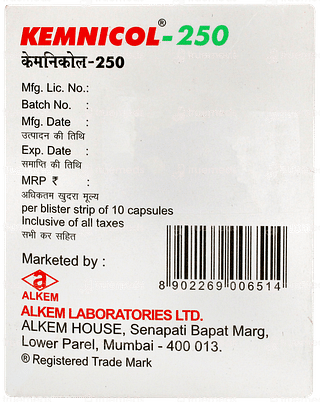 KEMNICOL®-250
केमनिकोल-250
Mfg. Lic. No.:
Batch No. :
Mfg. Date :
उत्पादन की तिथि
Exp. Date :
समाप्ति की तिथि
MRP ₹ :
अधिकतम खुदरा मूल्य
per blister strip of 10 capsules
Inclusive of all taxes
सभी कर सहित
Marketed by :
8 902269 006514
ALKEM
ALKEM LABORATORIES LTD.
ALKEM HOUSE, Senapati Bapat Marg,
Lower Parel, Mumbai - 400 013.
® Registered Trade Mark